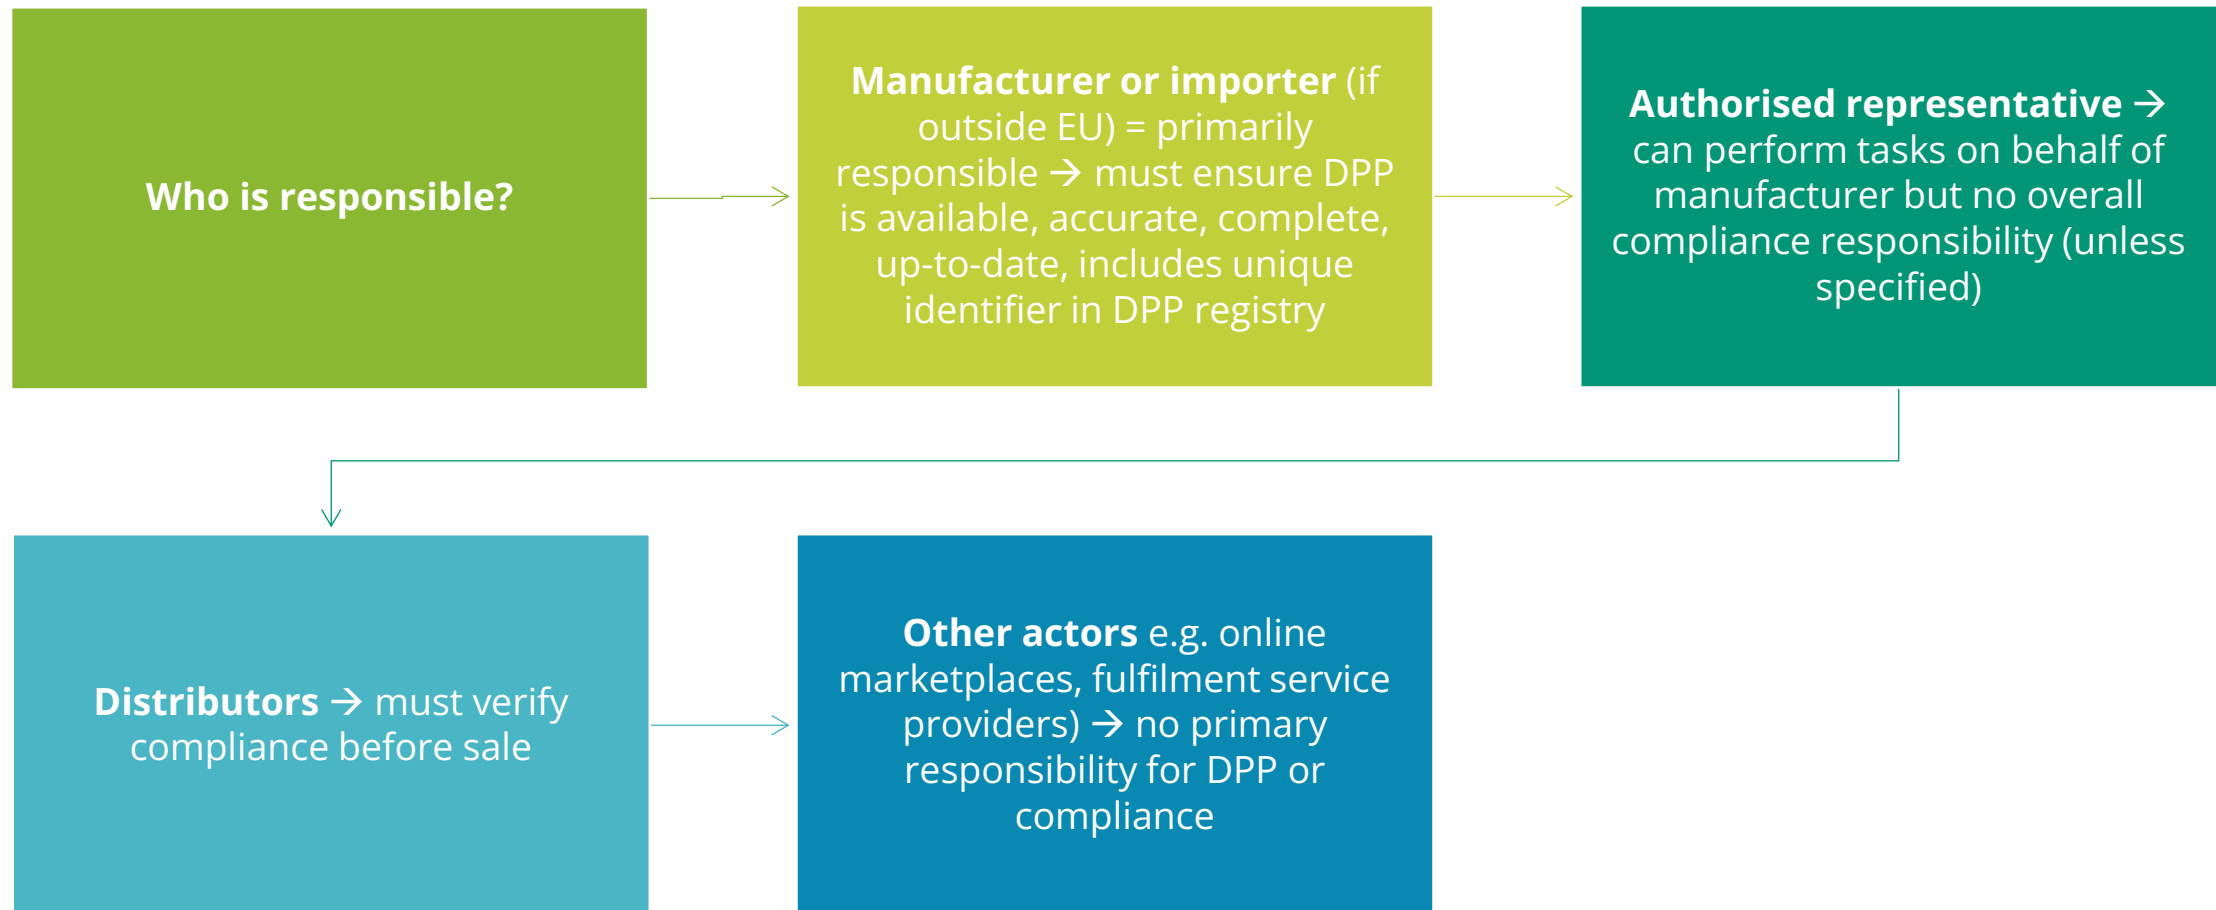 Who is responsible?
Manufacturer or importer (if
outside EU) = primarily
responsible → must ensure DPP
is available, accurate, complete,
up-to-date, includes unique
identifier in DPP registry
Authorised representative →
can perform tasks on behalf of
manufacturer but no overall
compliance responsibility (unless
specified)
Distributors → must verify
compliance before sale
Other actors e.g. online
marketplaces, fulfilment service
providers) → no primary
responsibility for DPP or
compliance